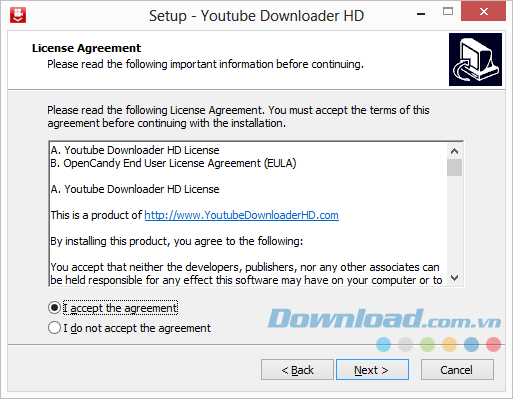 Setup - Youtube Downloader HD
License Agreement
Please read the following important information before continuing.
Please read the following License Agreement. You must accept the terms of this
agreement before continuing with the installation.
A. Youtube Downloader HD License
B. OpenCandy End User License Agreement (EULA)
A. Youtube Downloader HD License
This is a product of http://www.YoutubeDownloaderHD.com
By installing this product, you agree to the following:
You accept that neither the developers, publishers, nor any other associates can
be held responsible for any effect this software may have on your computer or to
I accept the agreement
I do not accept the agreement
Download.com.vn
< Back
Next >
Cancel